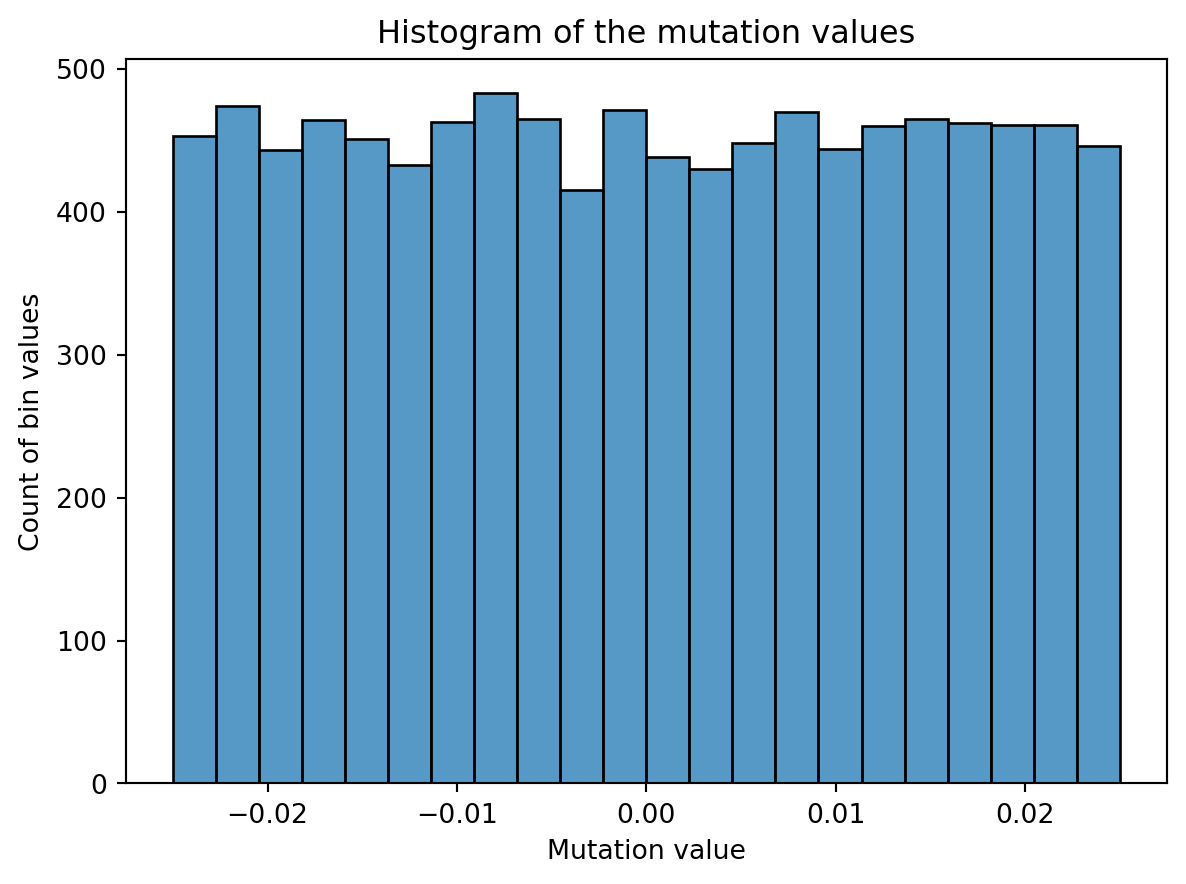 Histogram of the mutation values
500
400
300
200
100
0
Count of bin values
−0.02 −0.01 0.00 0.01 0.02
Mutation value